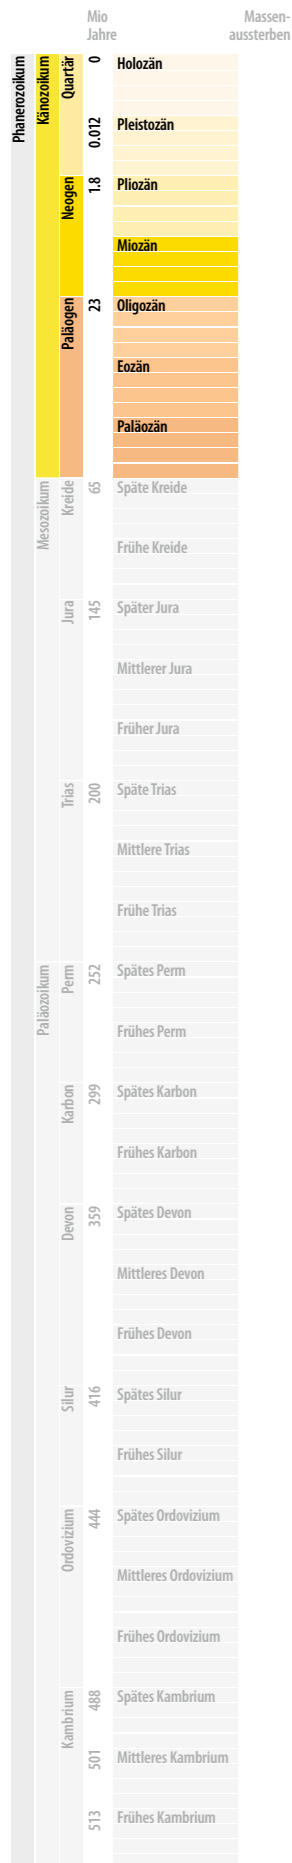 Mio
Jahre
Massen-
aussterben
Phanerozoikum
Känozoikum
Quartär
0
Holozän
0.012
Pleistozän
Neogen
1.8
Pliozän
Miozän
Paläogen
23
Oligozän
Eozän
Paläozän
Mesozoikum
Kreide
65
Späte Kreide
Frühe Kreide
Jura
145
Später Jura
Mittlerer Jura
Früher Jura
Trias
200
Späte Trias
Mittlere Trias
Frühe Trias
Paläozoikum
Perm
252
Spätes Perm
Frühes Perm
Karbon
299
Spätes Karbon
Frühes Karbon
Devon
359
Spätes Devon
Mittleres Devon
Frühes Devon
Silur
416
Spätes Silur
Frühes Silur
Ordovizium
444
Spätes Ordovizium
Mittleres Ordovizium
Frühes Ordovizium
Kambrium
488
Spätes Kambrium
501
Mittleres Kambrium
513
Frühes Kambrium